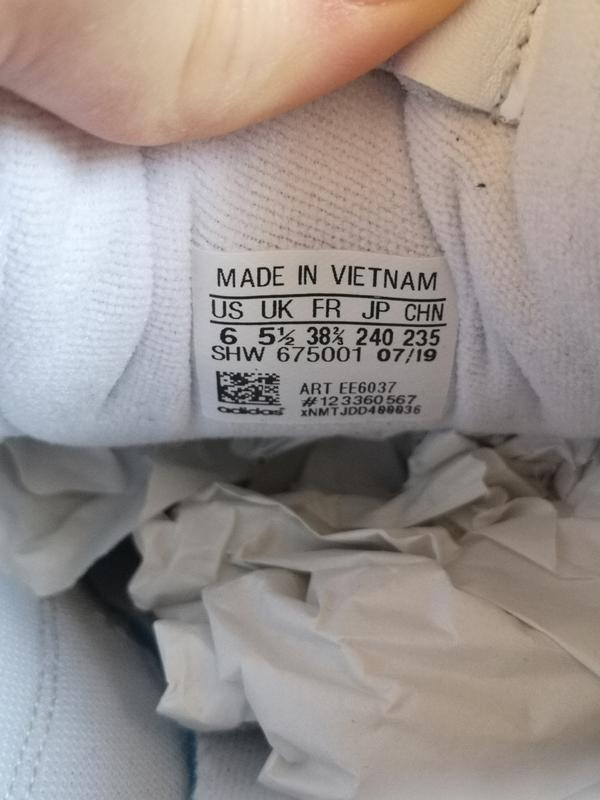 MADE IN VIETNAM
US UK FR JP CHN
6 5½ 38⅔ 240 235
SHW 675001 07/19
ART EE6037
#123360567
adidas xNMTJDD400036